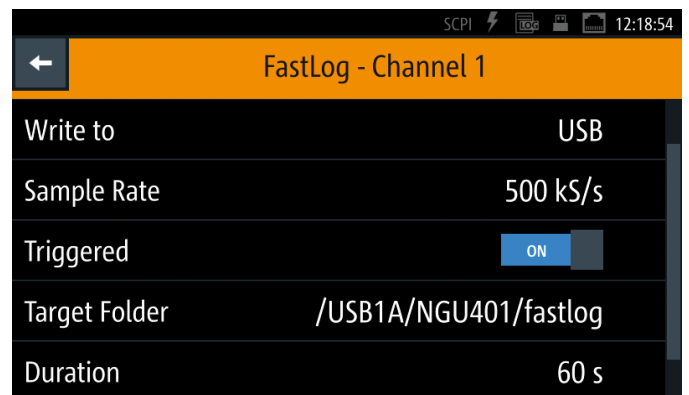 SCPI LOG 12:18:54
FastLog - Channel 1
Write to USB
Sample Rate 500 kS/s
Triggered ON
Target Folder /USB1A/NGU401/fastlog
Duration 60 s